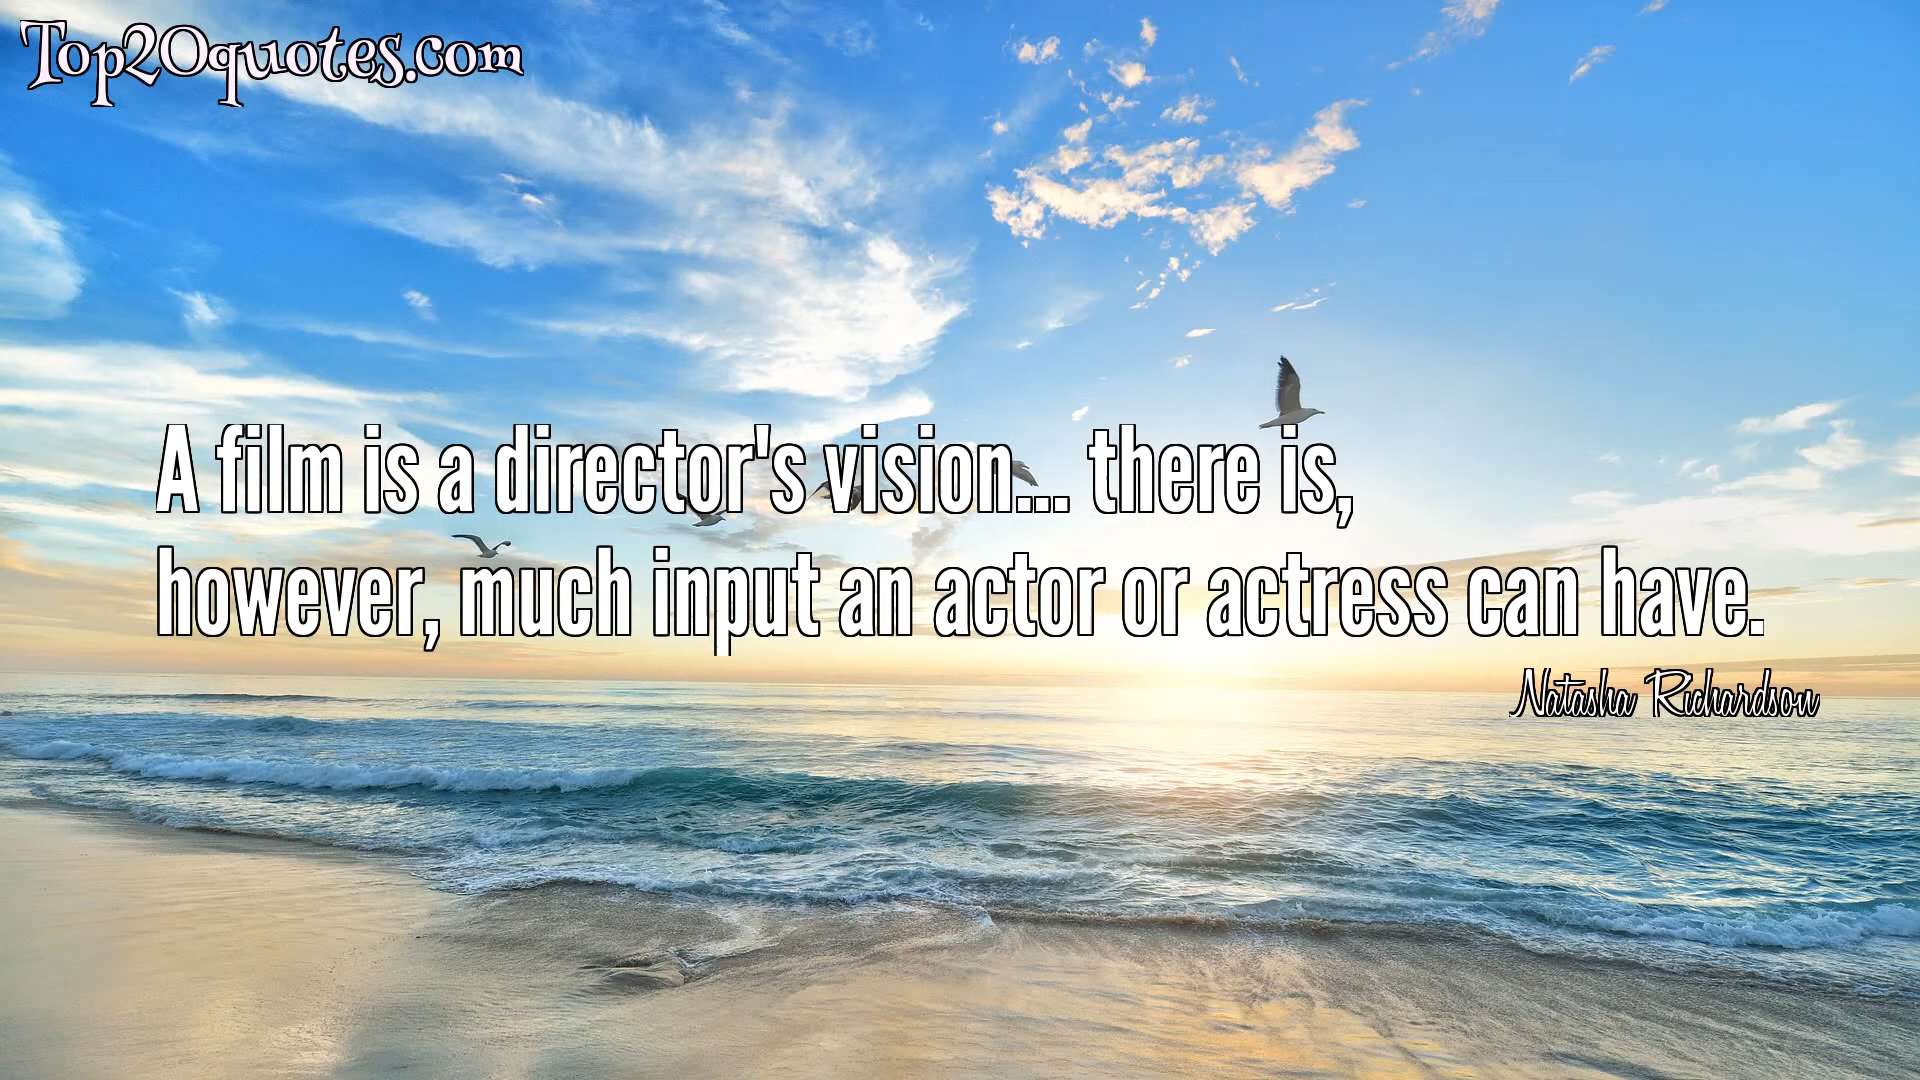 Top20quotes.com
A film is a director's vision... there is,
however, much input an actor or actress can have.
Natasha Richardson